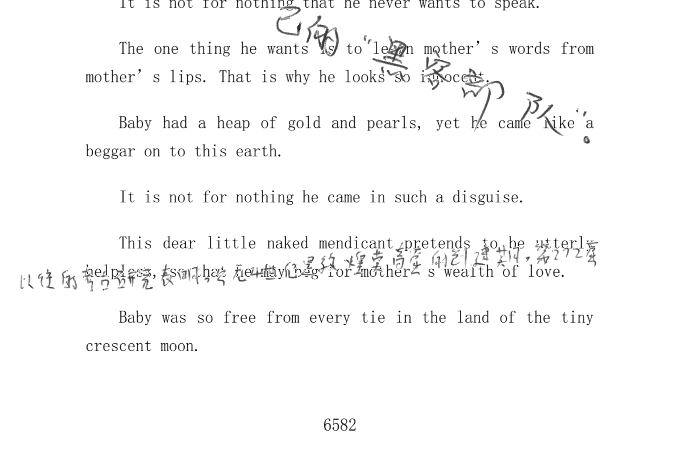 It is not for nothing that he never wants to speak.
己的"黑客部队"。
The one thing he wants is to learn mother's words from
mother's lips. That is why he looks so innocent.
Baby had a heap of gold and pearls, yet he came like a
beggar on to this earth.
It is not for nothing he came in such a disguise.
This dear little naked mendicant pretends to be utterly
helpless, so that he may beg for mother's wealth of love.
以往的考古研究表明,
Baby was so free from every tie in the land of the tiny
crescent moon.
6582